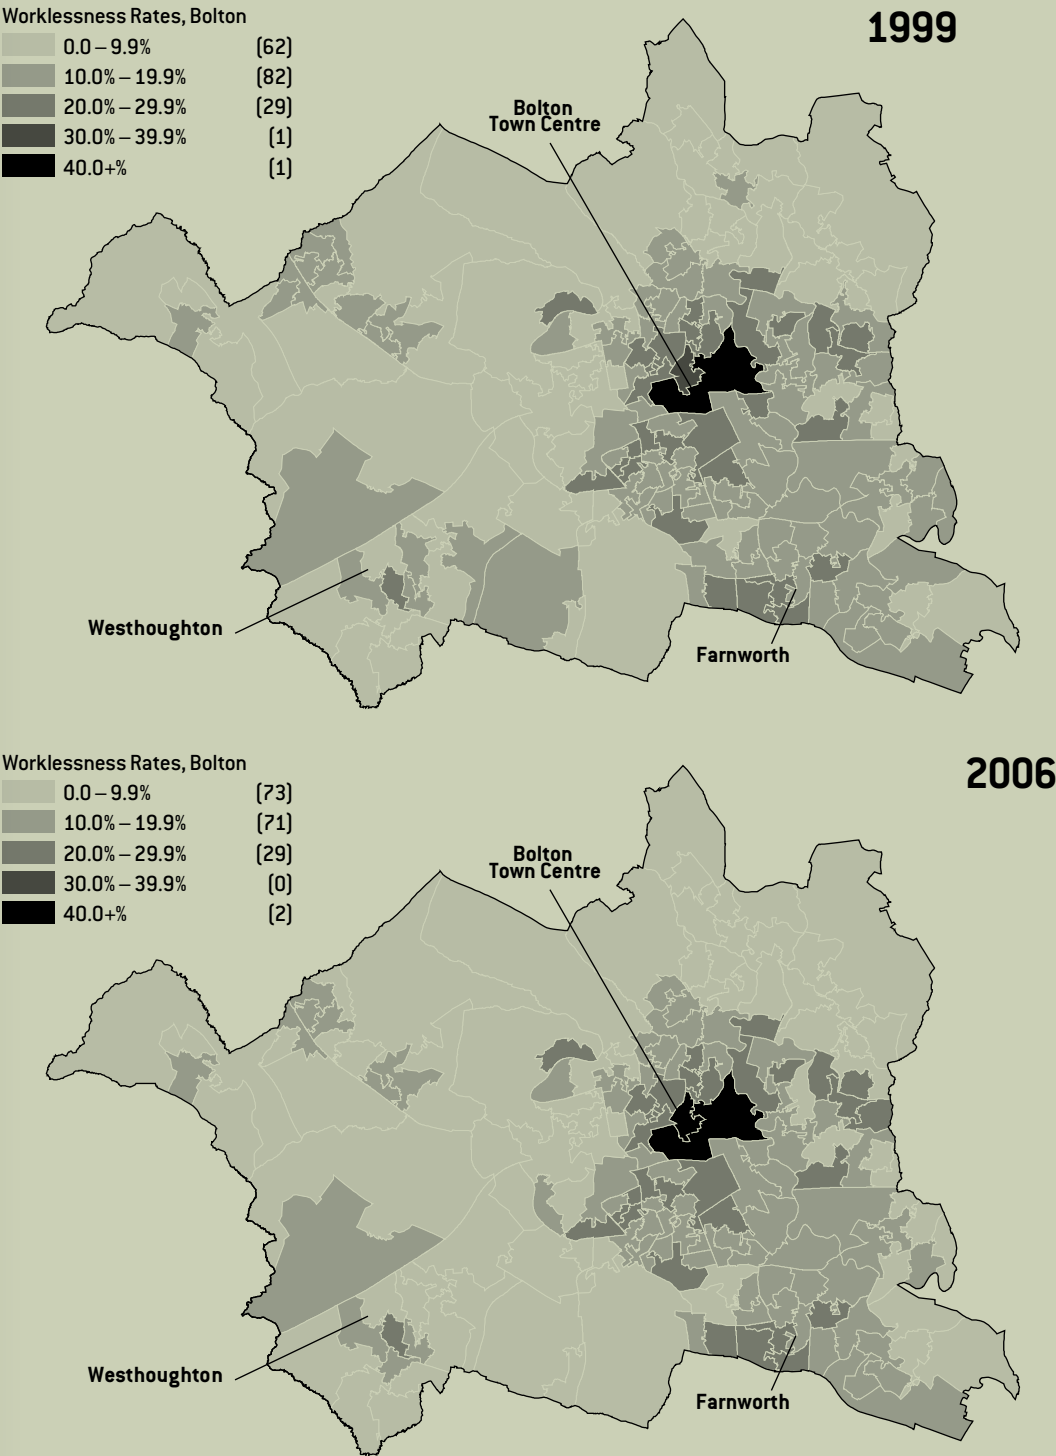 Worklessness Rates, Bolton
1999
0.0 – 9.9% (62)
10.0% – 19.9% (82)
20.0% – 29.9% (29)
30.0% – 39.9% (1)
40.0+% (1)
Bolton
Town Centre
Westhoughton
Farnworth
Worklessness Rates, Bolton
2006
0.0 – 9.9% (73)
10.0% – 19.9% (71)
20.0% – 29.9% (29)
30.0% – 39.9% (0)
40.0+% (2)
Bolton
Town Centre
Westhoughton
Farnworth